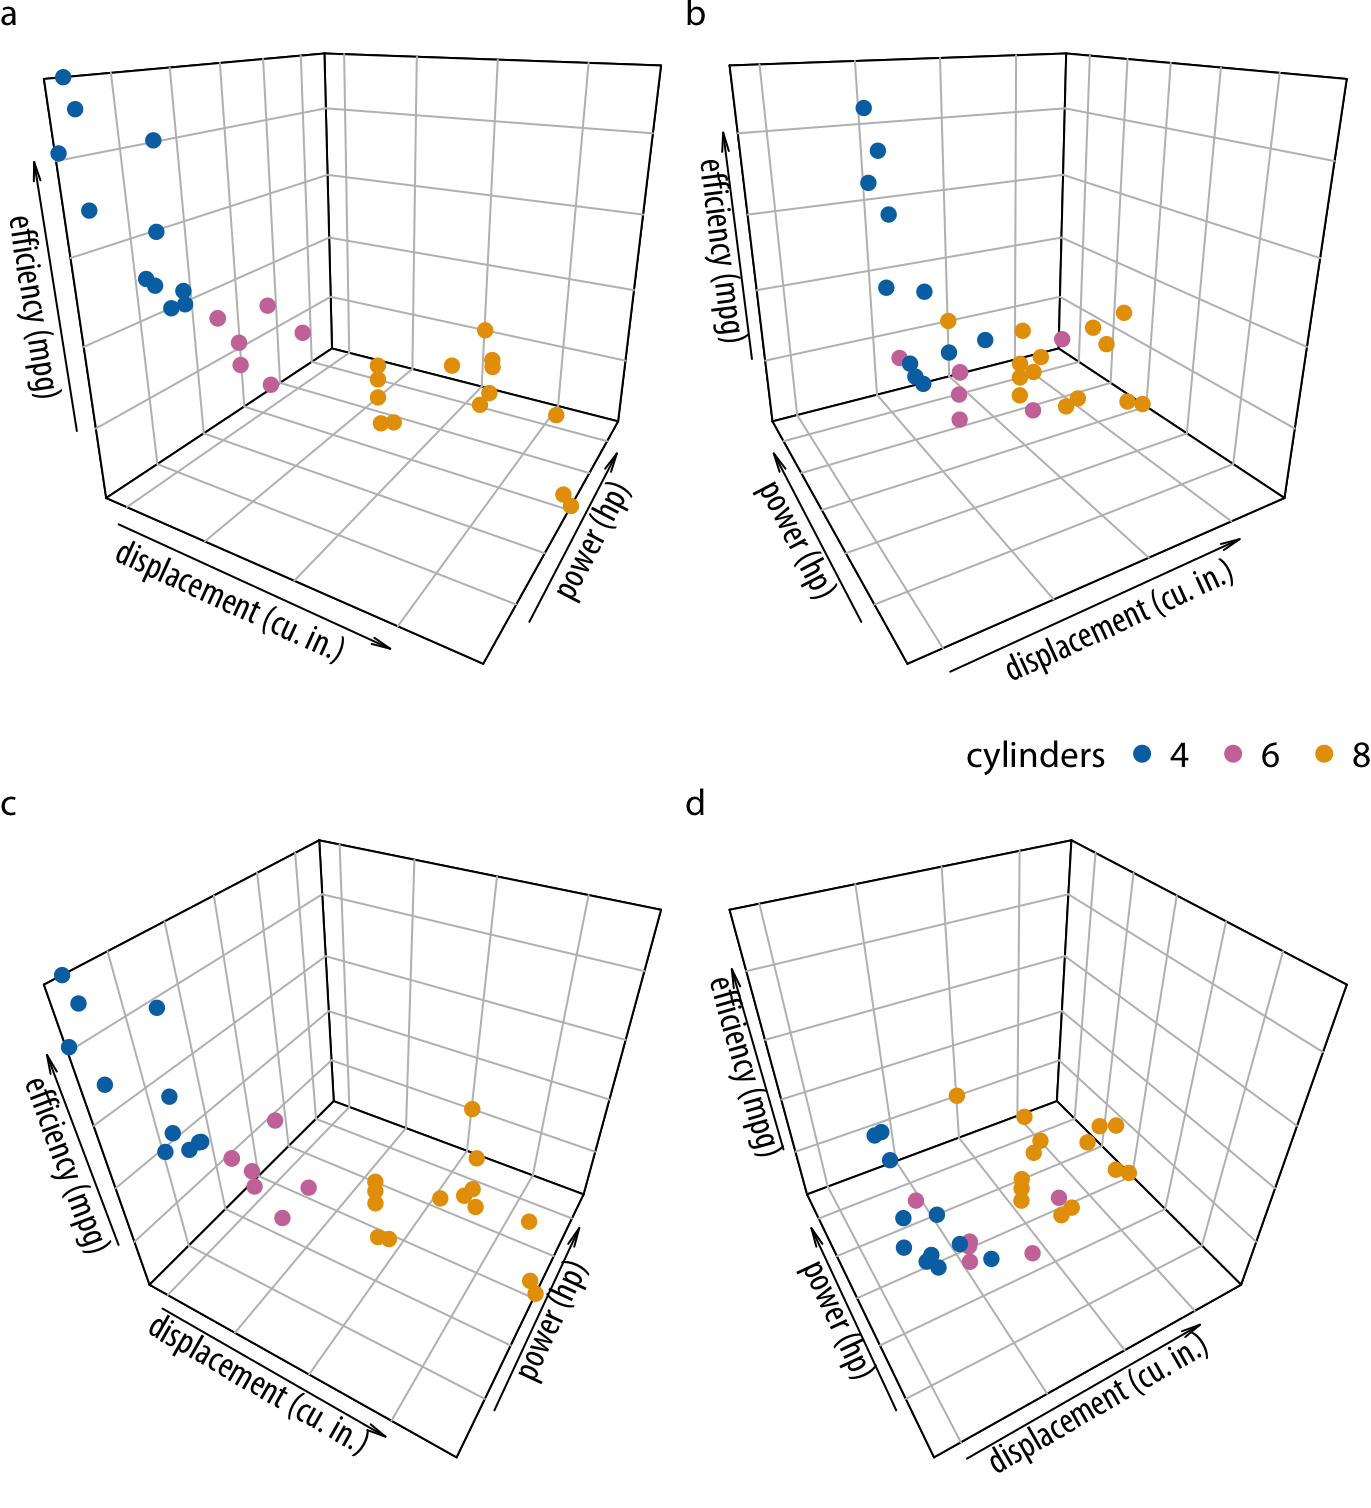 a
efficiency (mpg)
displacement (cu. in.)
power (hp)
b
efficiency (mpg)
power (hp)
displacement (cu. in.)
cylinders 4 6 8
c
efficiency (mpg)
displacement (cu. in.)
power (hp)
d
efficiency (mpg)
power (hp)
displacement (cu. in.)